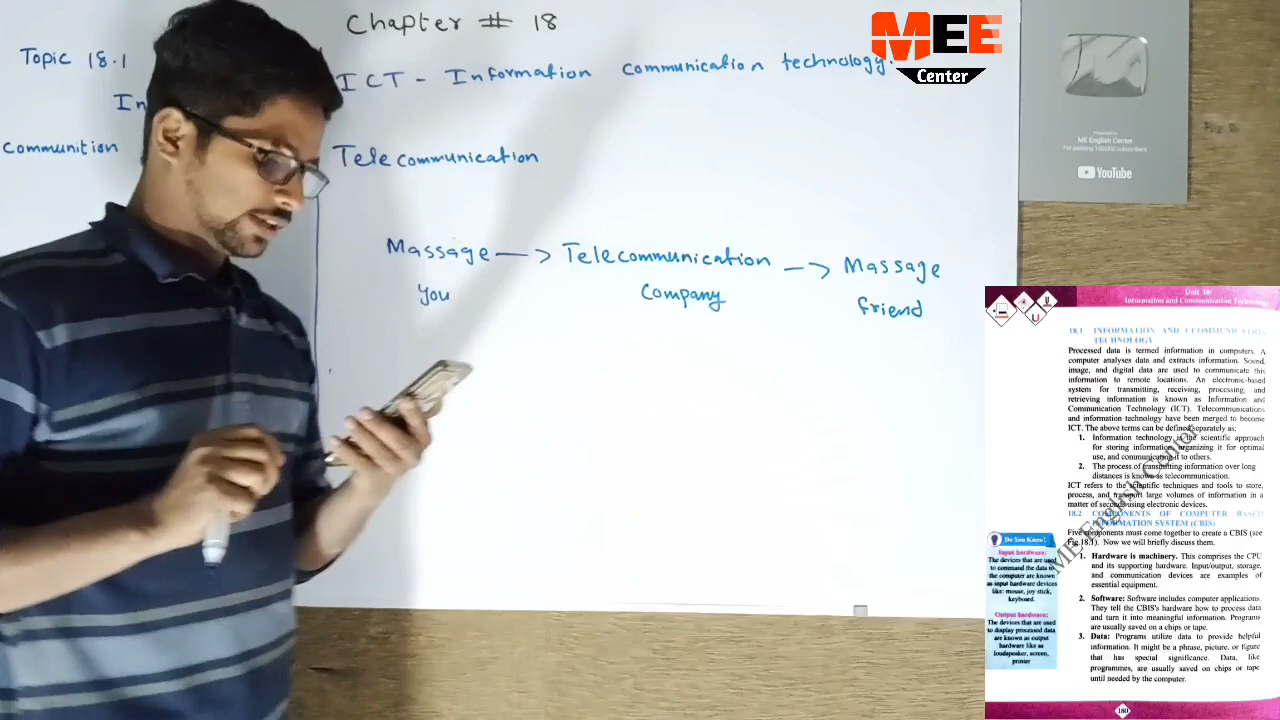 Chapter # 18
Topic 18.1
ICT - Information communication technology.
In
Communition
Telecommunication
Massage —> Telecommunication —> Massage
You Company friend
MEE
Center
Presented to
ME English Center
For passing 100,000 subscribers
YouTube
Unit 18:
Information and Communication Technology
18.1 INFORMATION AND COMMUNICATION
TECHNOLOGY
Processed data is termed information in computers. A
computer analyses data and extracts information. Sound,
image, and digital data are used to communicate this
information to remote locations. An electronic-based
system for transmitting, receiving, processing, and
retrieving information is known as Information and
Communication Technology (ICT). Telecommunications
and information technology have been merged to become
ICT. The above terms can be defined separately as:
1. Information technology is the scientific approach
for storing information, organizing it for optimal
use, and communicating it to others.
2. The process of transmitting information over long
distances is known as telecommunication.
ICT refers to the scientific techniques and tools to store,
process, and transport large volumes of information in a
matter of seconds using electronic devices.
18.2 COMPONENTS OF COMPUTER BASED
INFORMATION SYSTEM (CBIS)
Five components must come together to create a CBIS (see
Fig.18.1). Now we will briefly discuss them.
1. Hardware is machinery. This comprises the CPU
and its supporting hardware. Input/output, storage,
and communication devices are examples of
essential equipment.
2. Software: Software includes computer applications.
They tell the CBIS's hardware how to process data
and turn it into meaningful information. Programs
are usually saved on a chips or tape.
3. Data: Programs utilize data to provide helpful
information. It might be a phrase, picture, or figure
that has special significance. Data, like
programmes, are usually saved on chips or tape
until needed by the computer.
Do You Know?
Input hardware:
The devices that are used
to command the data to
the computer are known
as input hardware devices
like: mouse, joy stick,
keyboard.
Output hardware:
The devices that are used
to display processed data
are known as output
hardware like as
loudspeaker, screen,
printer
ME English Center
180